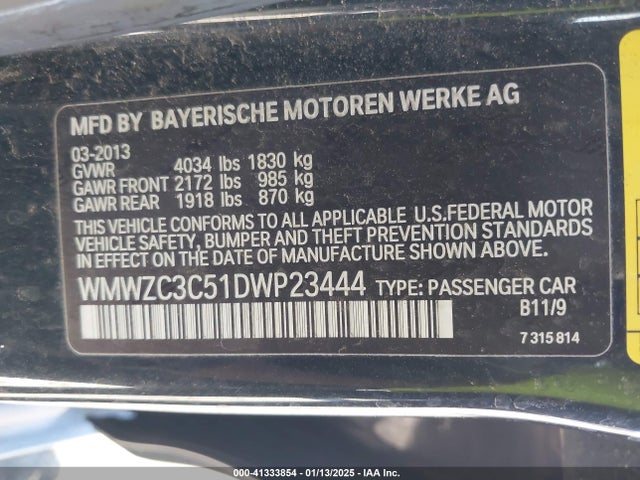 MFD BY BAYERISCHE MOTOREN WERKE AG
03-2013
GVWR 4034 lbs 1830 kg
GAWR FRONT 2172 lbs 985 kg
GAWR REAR 1918 lbs 870 kg
THIS VEHICLE CONFORMS TO ALL APPLICABLE U.S.FEDERAL MOTOR
VEHICLE SAFETY, BUMPER AND THEFT PREVENTION STANDARDS
IN EFFECT ON THE DATE OF MANUFACTURE SHOWN ABOVE.
WMWZC3C51DWP23444 TYPE: PASSENGER CAR
B11/9
7 315 814
000-41333854 - 01/13/2025 - IAA Inc.